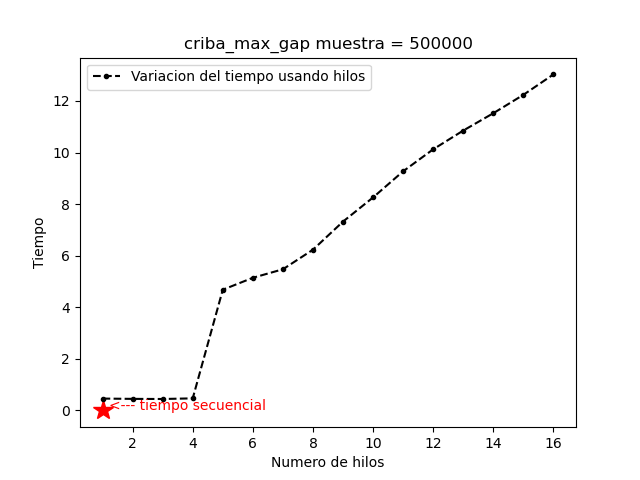 criba_max_gap muestra = 500000
Variacion del tiempo usando hilos
Tiempo
12
10
8
6
4
2
0
<--- tiempo secuencial
2 4 6 8 10 12 14 16
Numero de hilos